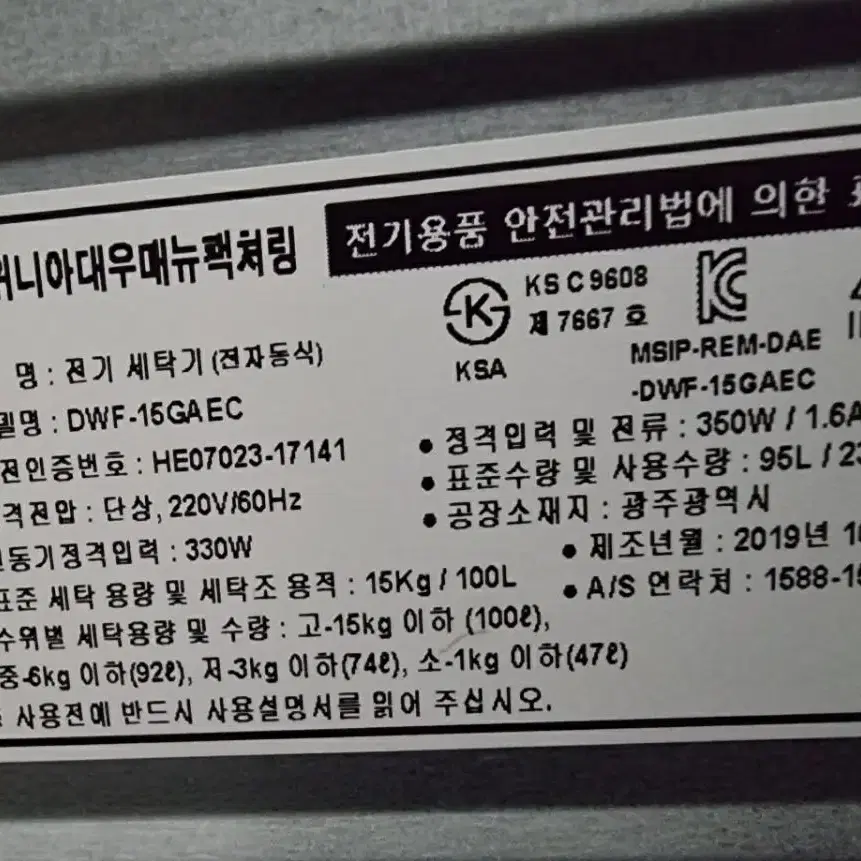 위니아대우매뉴팩쳐링
전기용품 안전관리법에 의한
KS C 9608
제 7667 호
KSA
MSIP-REM-DAE
-DWF-15GAEC
명 : 전기 세탁기 (전자동식)
델명 : DWF-15GAEC
전인증번호 : HE07023-17141
격전압 : 단상, 220V/60Hz
전동기정격입력 : 330W
표준 세탁 용량 및 세탁조 용적 : 15Kg / 100L
수위별 세탁용량 및 수량 : 고-15kg 이하 (100ℓ),
중-6kg 이하(92ℓ), 저-3kg 이하(74ℓ), 소-1kg 이하(47ℓ)
사용전에 반드시 사용설명서를 읽어 주십시오.
• 정격입력 및 전류 : 350W / 1.6A
• 표준수량 및 사용수량 : 95L / 23
• 공장소재지 : 광주광역시
• 제조년월 : 2019년
• A/S 연락처 : 1588-15